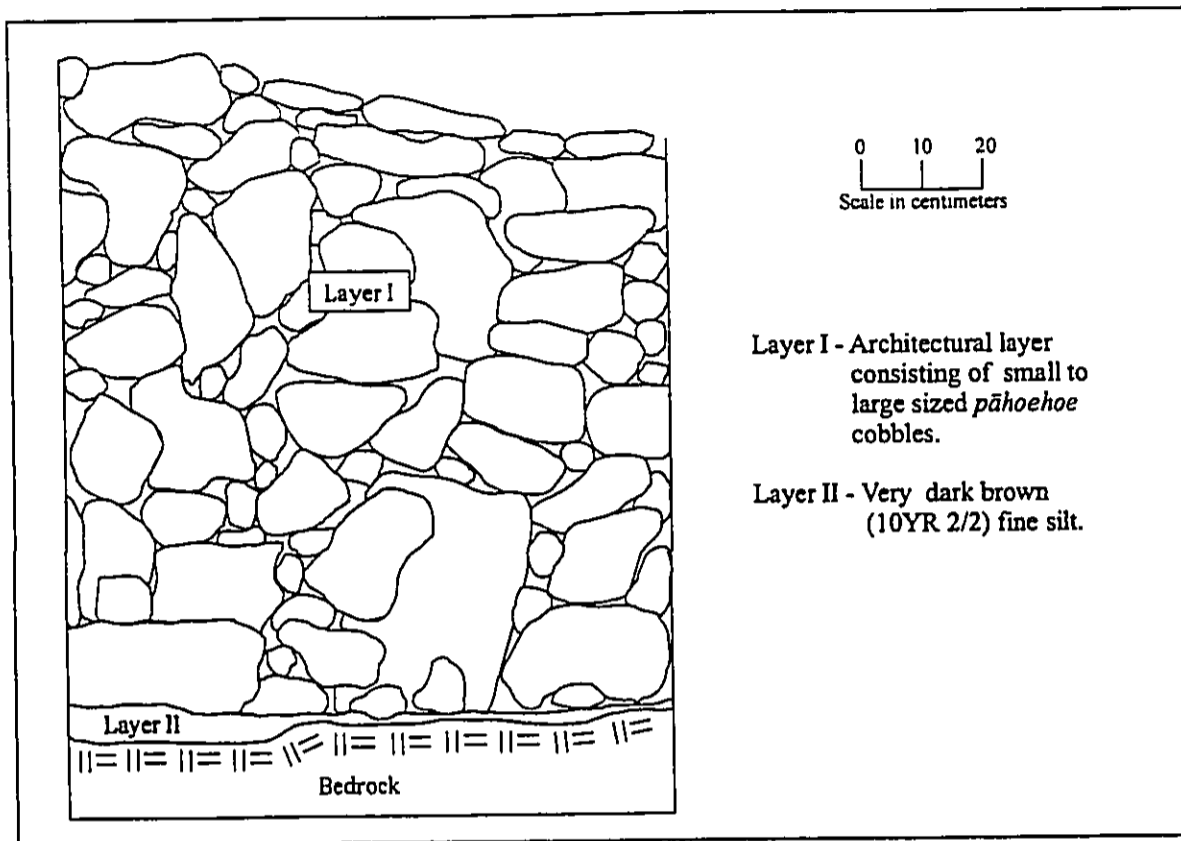 0 10 20
Scale in centimeters
Layer I
Layer I - Architectural layer
consisting of small to
large sized pāhoehoe
cobbles.
Layer II - Very dark brown
(10YR 2/2) fine silt.
Layer II
Bedrock